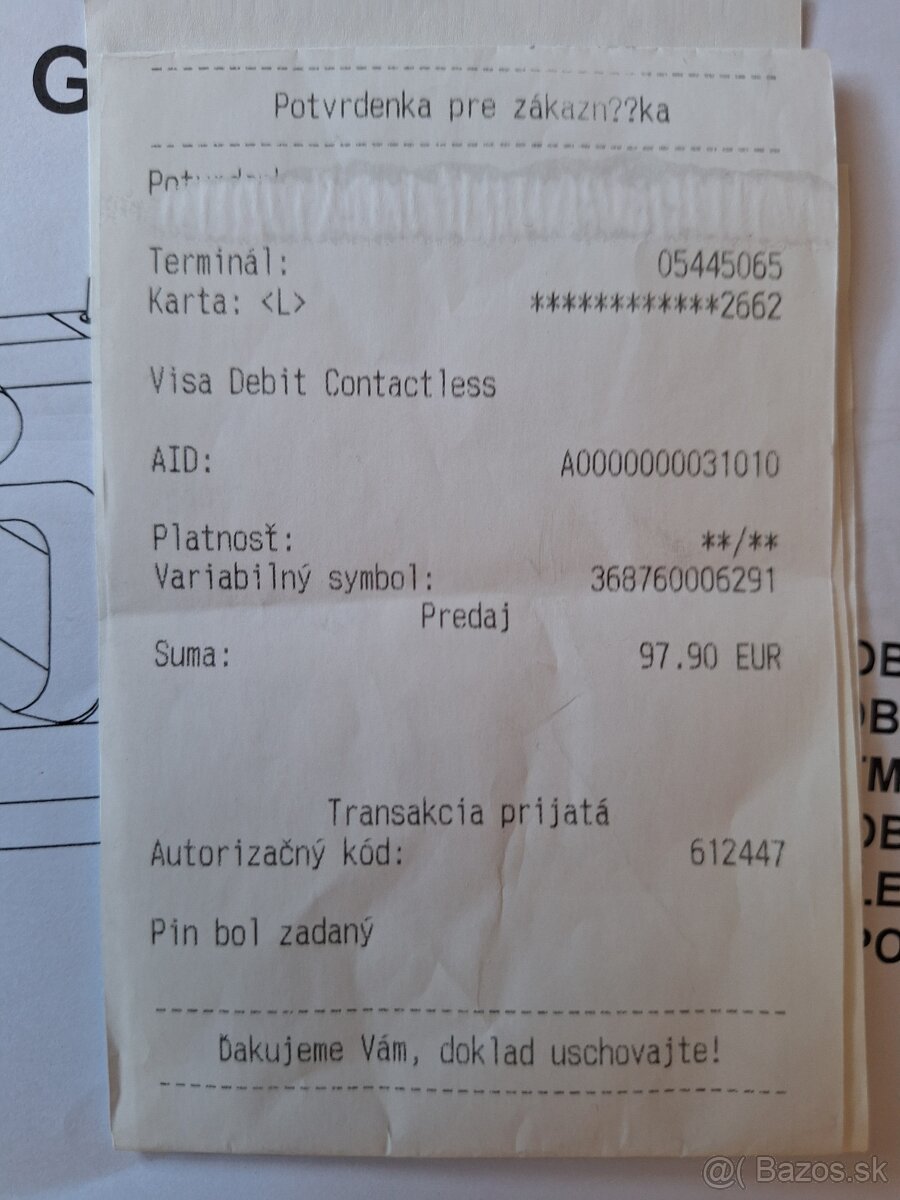 G
Potvrdenka pre zákazn??ka
Terminál: 05445065
Karta: <L> ************2662
Visa Debit Contactless
AID: A0000000031010
Platnosť: **/**
Variabilný symbol: 368760006291
Predaj
Suma: 97.90 EUR
Transakcia prijatá
Autorizačný kód: 612447
Pin bol zadaný
Ďakujeme Vám, doklad uschovajte!
@( Bazos.sk